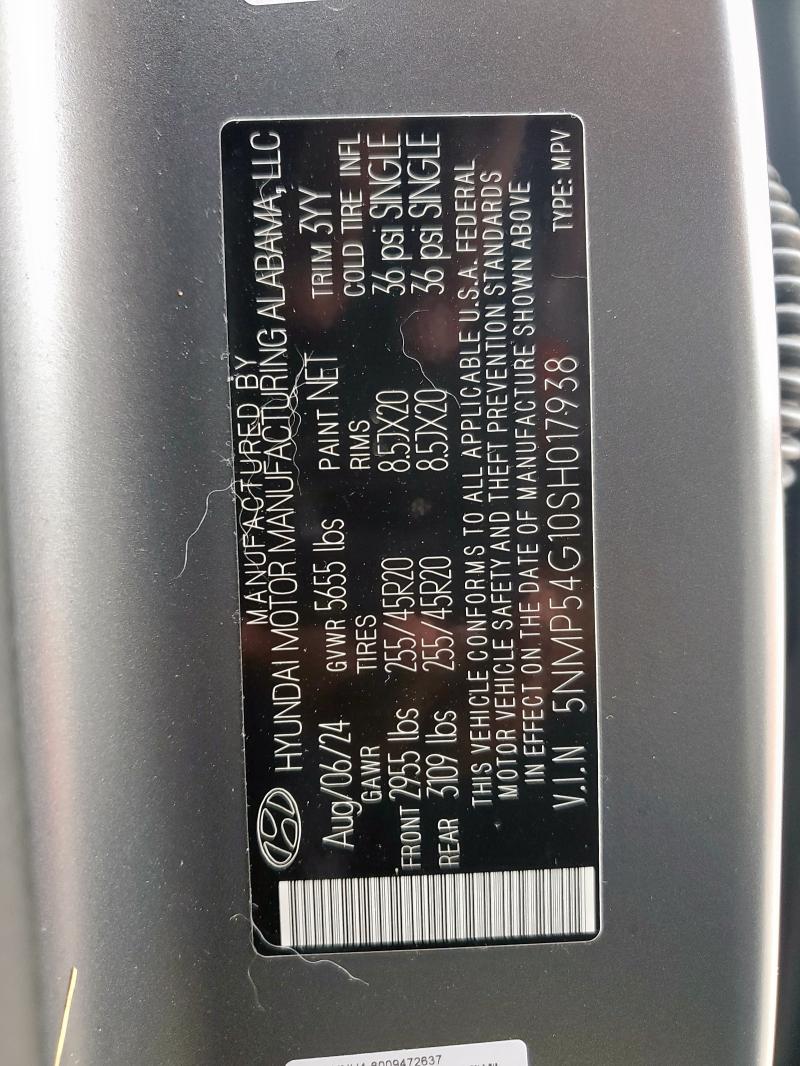 MANUFACTURED BY
HYUNDAI MOTOR MANUFACTURING ALABAMA, LLC
Aug/06/24 GVWR 5655 lbs PAINT NET TRIM 3YY
GAWR TIRES RIMS COLD TIRE INFL
FRONT 2955 lbs 255/45R20 8.5JX20 36 psi SINGLE
REAR 3109 lbs 255/45R20 8.5JX20 36 psi SINGLE
THIS VEHICLE CONFORMS TO ALL APPLICABLE U.S.A. FEDERAL
MOTOR VEHICLE SAFETY AND THEFT PREVENTION STANDARDS
IN EFFECT ON THE DATE OF MANUFACTURE SHOWN ABOVE
V.I.N 5NMP54G10SH017938 TYPE: MPV
8009472637